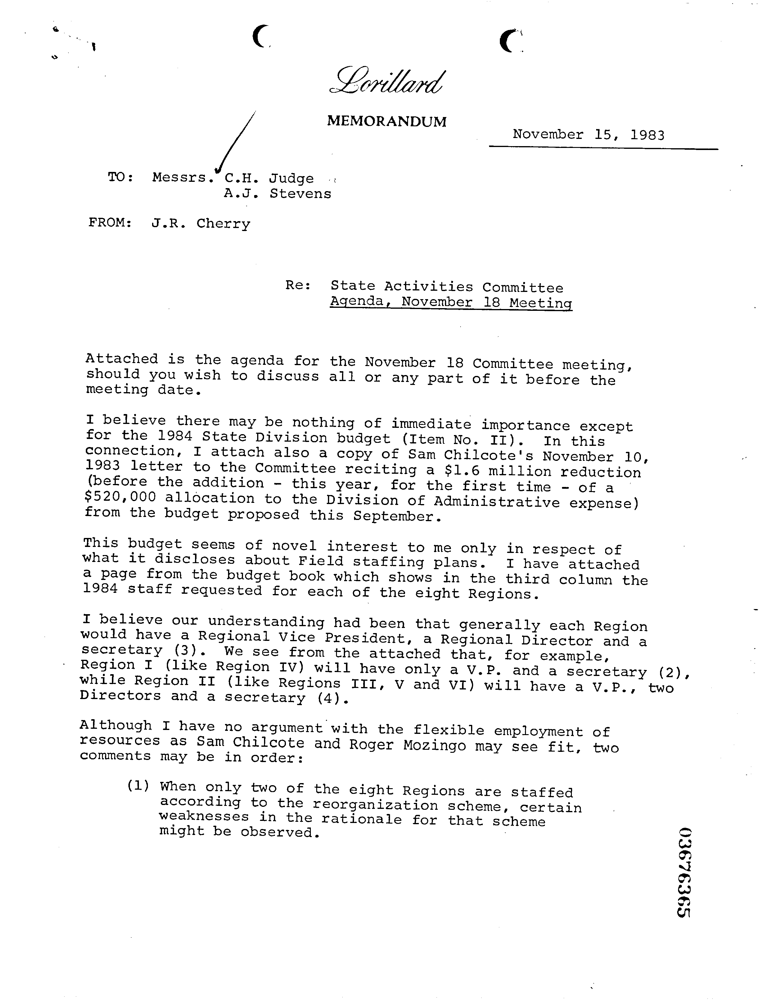 Lorillard
MEMORANDUM
November 15, 1983
TO: Messrs. C.H. Judge
A.J. Stevens
FROM: J.R. Cherry
Re: State Activities Committee
Agenda, November 18 Meeting
Attached is the agenda for the November 18 Committee meeting,
should you wish to discuss all or any part of it before the
meeting date.
I believe there may be nothing of immediate importance except
for the 1984 State Division budget (Item No. II). In this
connection, I attach also a copy of Sam Chilcote's November 10,
1983 letter to the Committee reciting a $1.6 million reduction
(before the addition - this year, for the first time - of a
$520,000 allocation to the Division of Administrative expense)
from the budget proposed this September.
This budget seems of novel interest to me only in respect of
what it discloses about Field staffing plans. I have attached
a page from the budget book which shows in the third column the
1984 staff requested for each of the eight Regions.
I believe our understanding had been that generally each Region
would have a Regional Vice President, a Regional Director and a
secretary (3). We see from the attached that, for example,
Region I (like Region IV) will have only a V.P. and a secretary (2),
while Region II (like Regions III, V and VI) will have a V.P., two
Directors and a secretary (4).
Although I have no argument with the flexible employment of
resources as Sam Chilcote and Roger Mozingo may see fit, two
comments may be in order:
(1) When only two of the eight Regions are staffed
according to the reorganization scheme, certain
weaknesses in the rationale for that scheme
might be observed.
03676365